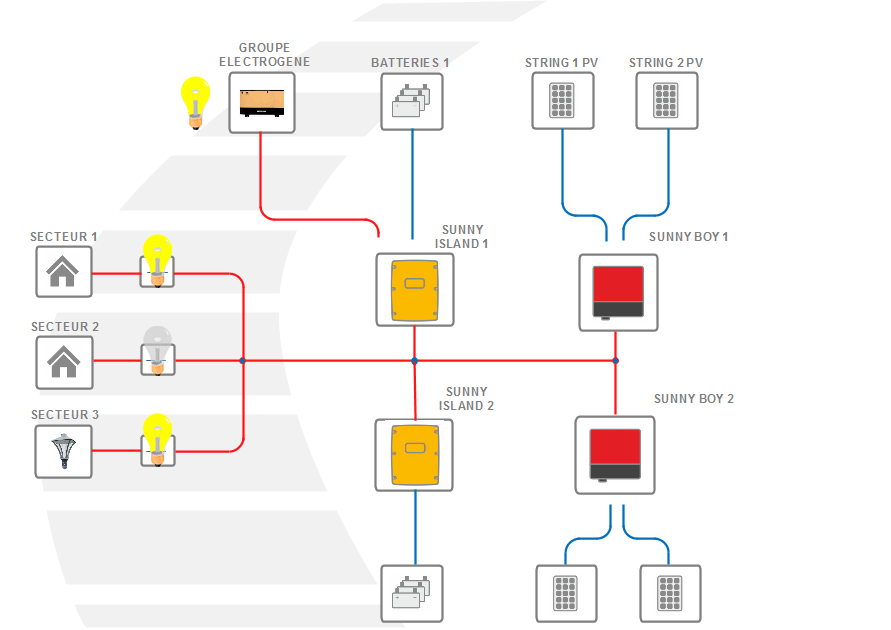 GROUPE
ELECTROGENE
BATTERIES 1
STRING 1 PV
STRING 2 PV
SECTEUR 1
SUNNY
ISLAND 1
SUNNY BOY 1
SECTEUR 2
SUNNY
ISLAND 2
SUNNY BOY 2
SECTEUR 3